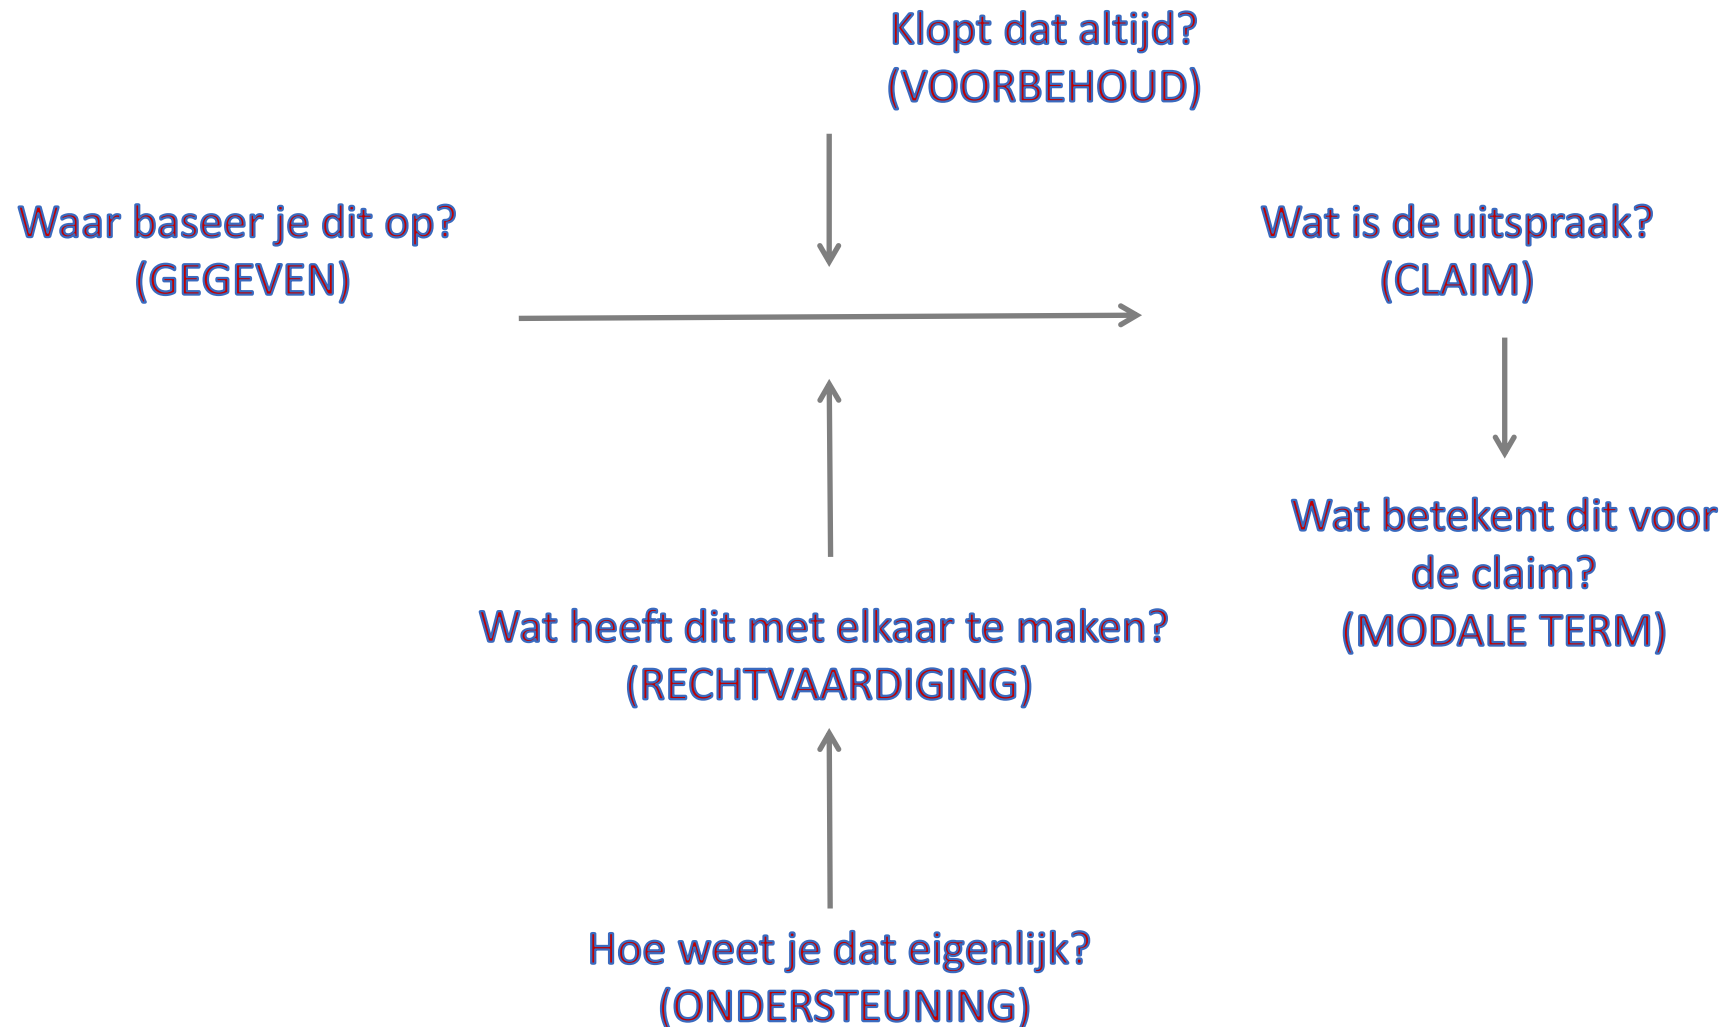 Klopt dat altijd?
(VOORBEHOUD)
Waar baseer je dit op?
(GEGEVEN)
Wat is de uitspraak?
(CLAIM)
Wat betekent dit voor
de claim?
(MODALE TERM)
Wat heeft dit met elkaar te maken?
(RECHTVAARDIGING)
Hoe weet je dat eigenlijk?
(ONDERSTEUNING)